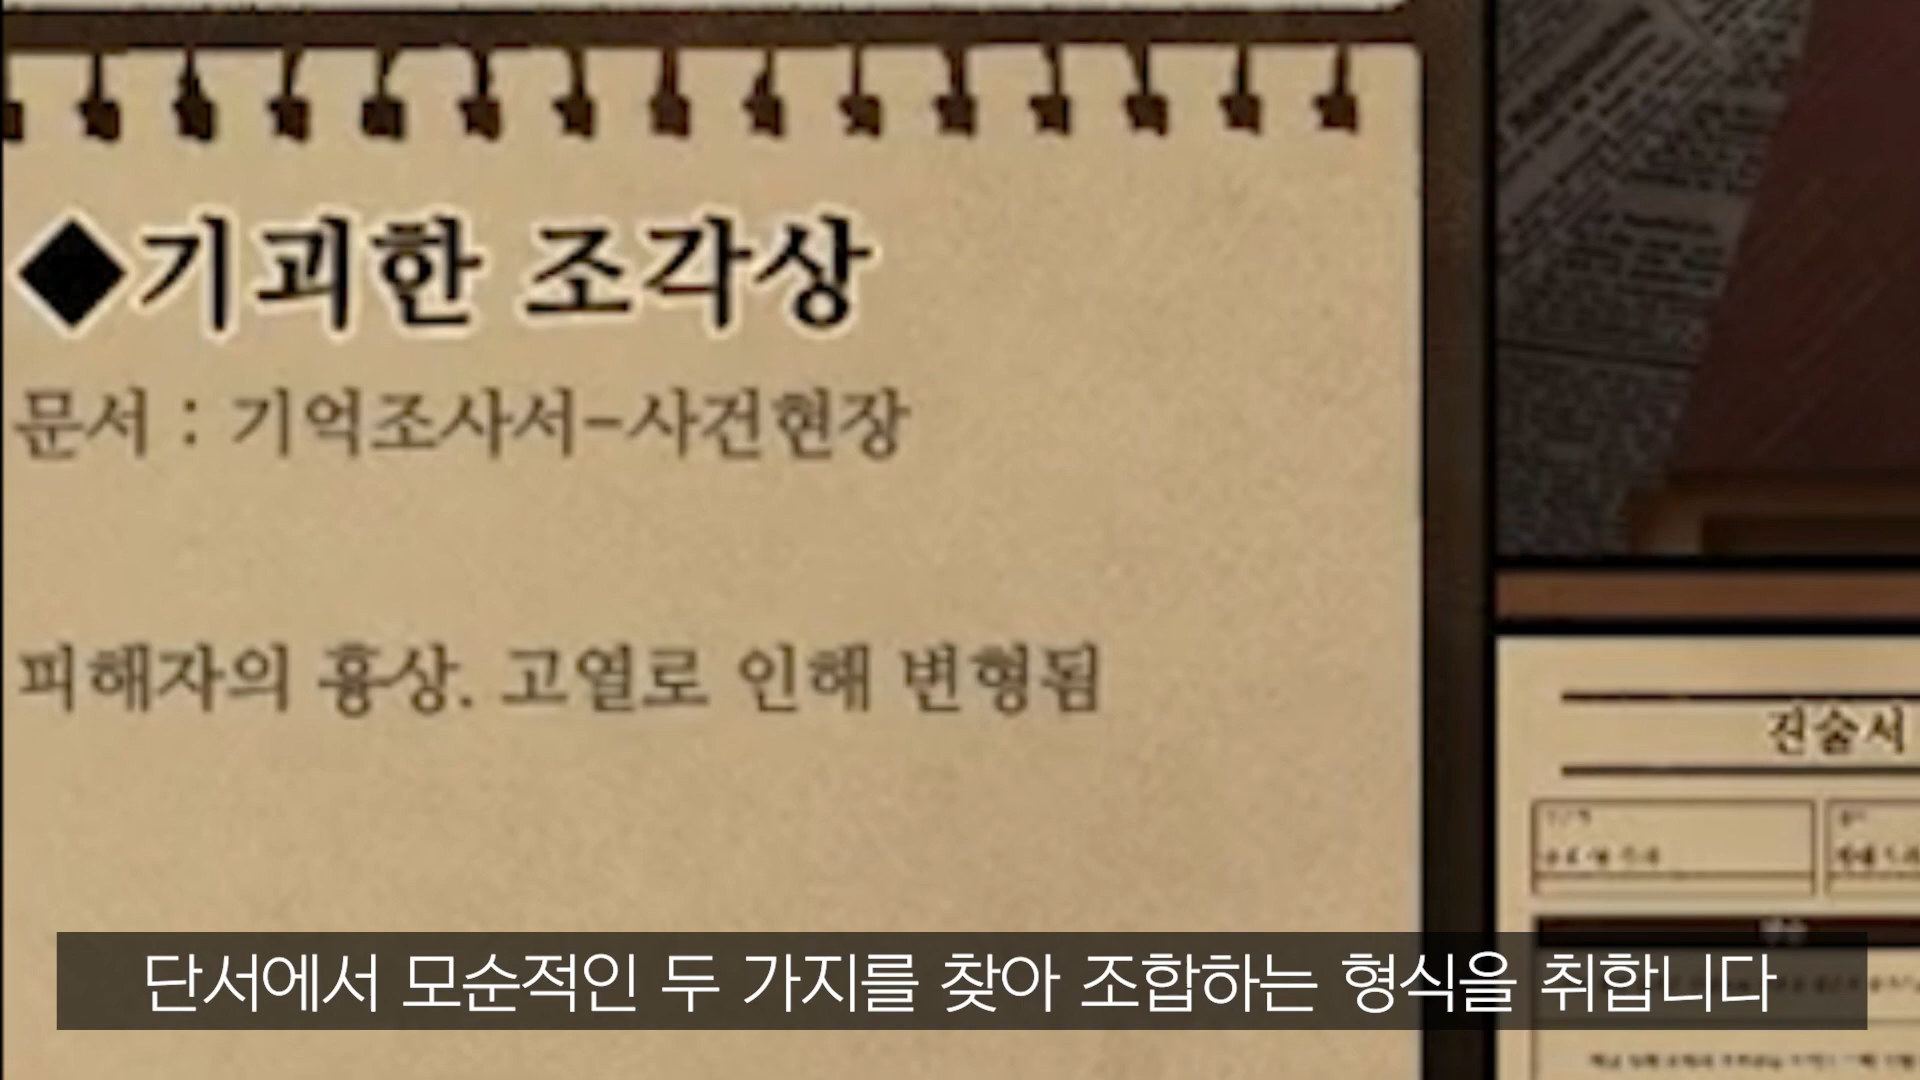 ◆기괴한 조각상
문서 : 기억조사서-사건현장
피해자의 흉상. 고열로 인해 변형됨
진술서
단서에서 모순적인 두 가지를 찾아 조합하는 형식을 취합니다